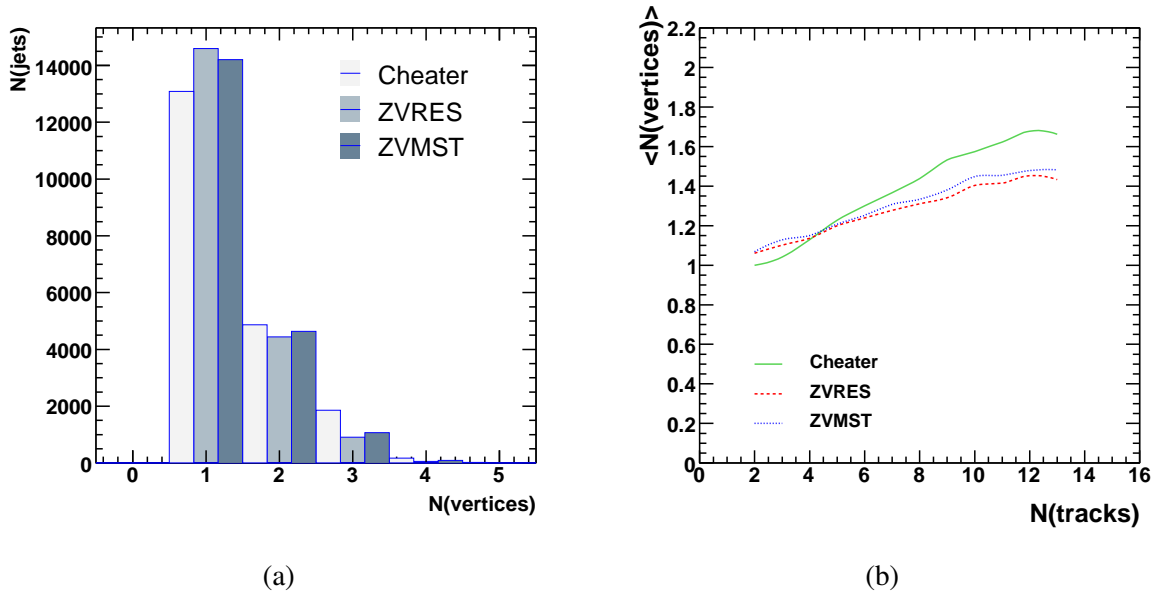 N(jets)
14000
12000
10000
8000
6000
4000
2000
0
0 1 2 3 4 5
N(vertices)
Cheater
ZVRES
ZVMST
(a)
<N(vertices)>
2.2
2
1.8
1.6
1.4
1.2
1
0.8
0.6
0.4
0.2
0
0 2 4 6 8 10 12 14 16
N(tracks)
Cheater
ZVRES
ZVMST
(b)